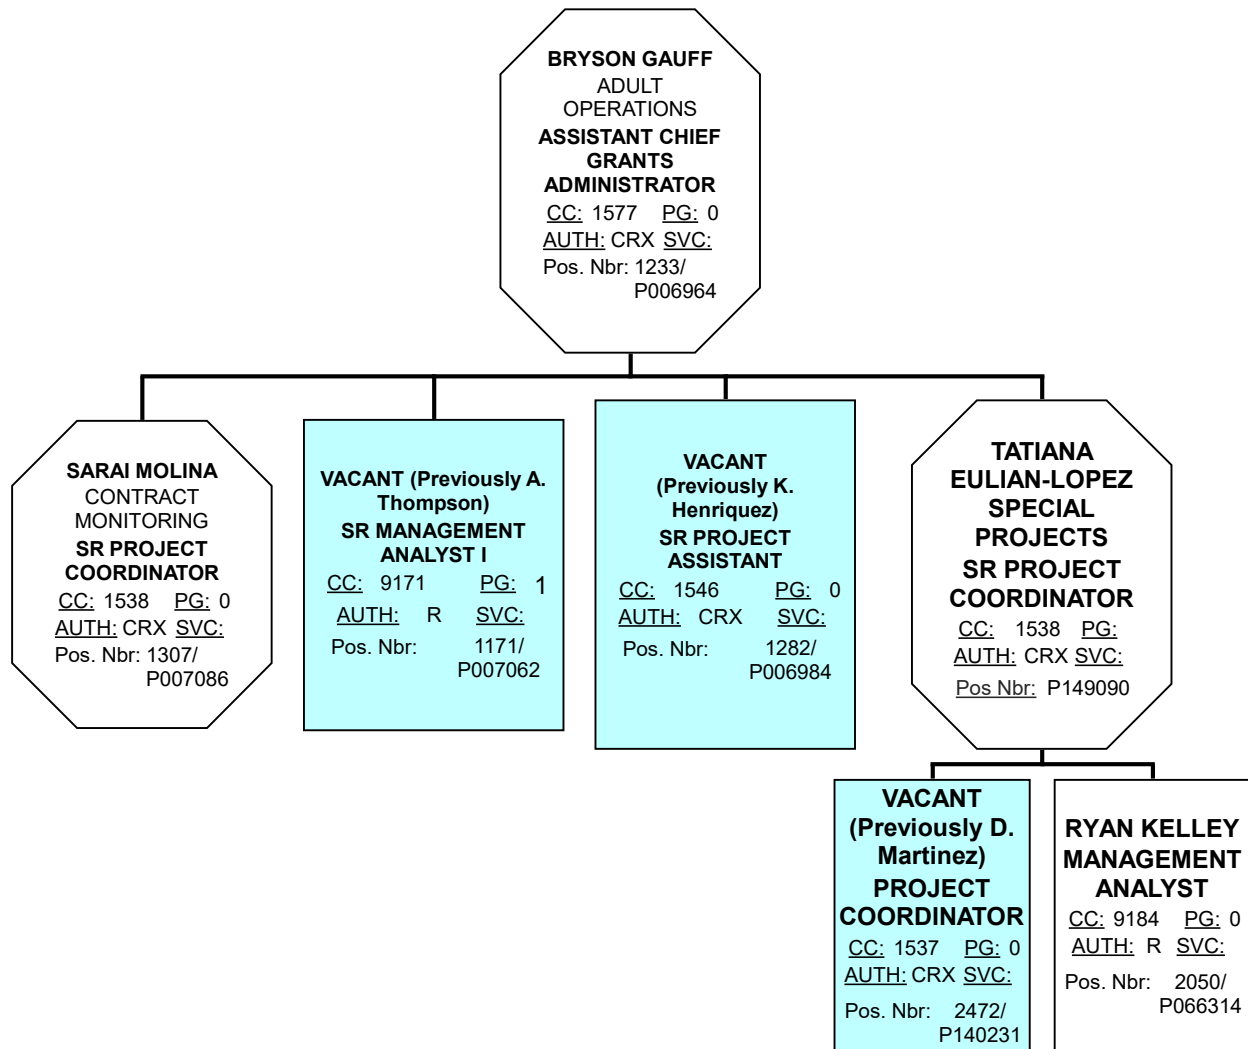 BRYSON GAUFF
ADULT
OPERATIONS
ASSISTANT CHIEF
GRANTS
ADMINISTRATOR
CC: 1577 PG: 0
AUTH: CRX SVC:
Pos. Nbr: 1233/
P006964
SARAI MOLINA
CONTRACT
MONITORING
SR PROJECT
COORDINATOR
CC: 1538 PG: 0
AUTH: CRX SVC:
Pos. Nbr: 1307/
P007086
VACANT (Previously A.
Thompson)
SR MANAGEMENT
ANALYST I
CC: 9171 PG: 1
AUTH: R SVC:
Pos. Nbr: 1171/
P007062
VACANT
(Previously K.
Henriquez)
SR PROJECT
ASSISTANT
CC: 1546 PG: 0
AUTH: CRX SVC:
Pos. Nbr: 1282/
P006984
TATIANA
EULIAN-LOPEZ
SPECIAL
PROJECTS
SR PROJECT
COORDINATOR
CC: 1538 PG:
AUTH: CRX SVC:
Pos Nbr: P149090
VACANT
(Previously D.
Martinez)
PROJECT
COORDINATOR
CC: 1537 PG: 0
AUTH: CRX SVC:
Pos. Nbr: 2472/
P140231
RYAN KELLEY
MANAGEMENT
ANALYST
CC: 9184 PG: 0
AUTH: R SVC:
Pos. Nbr: 2050/
P066314